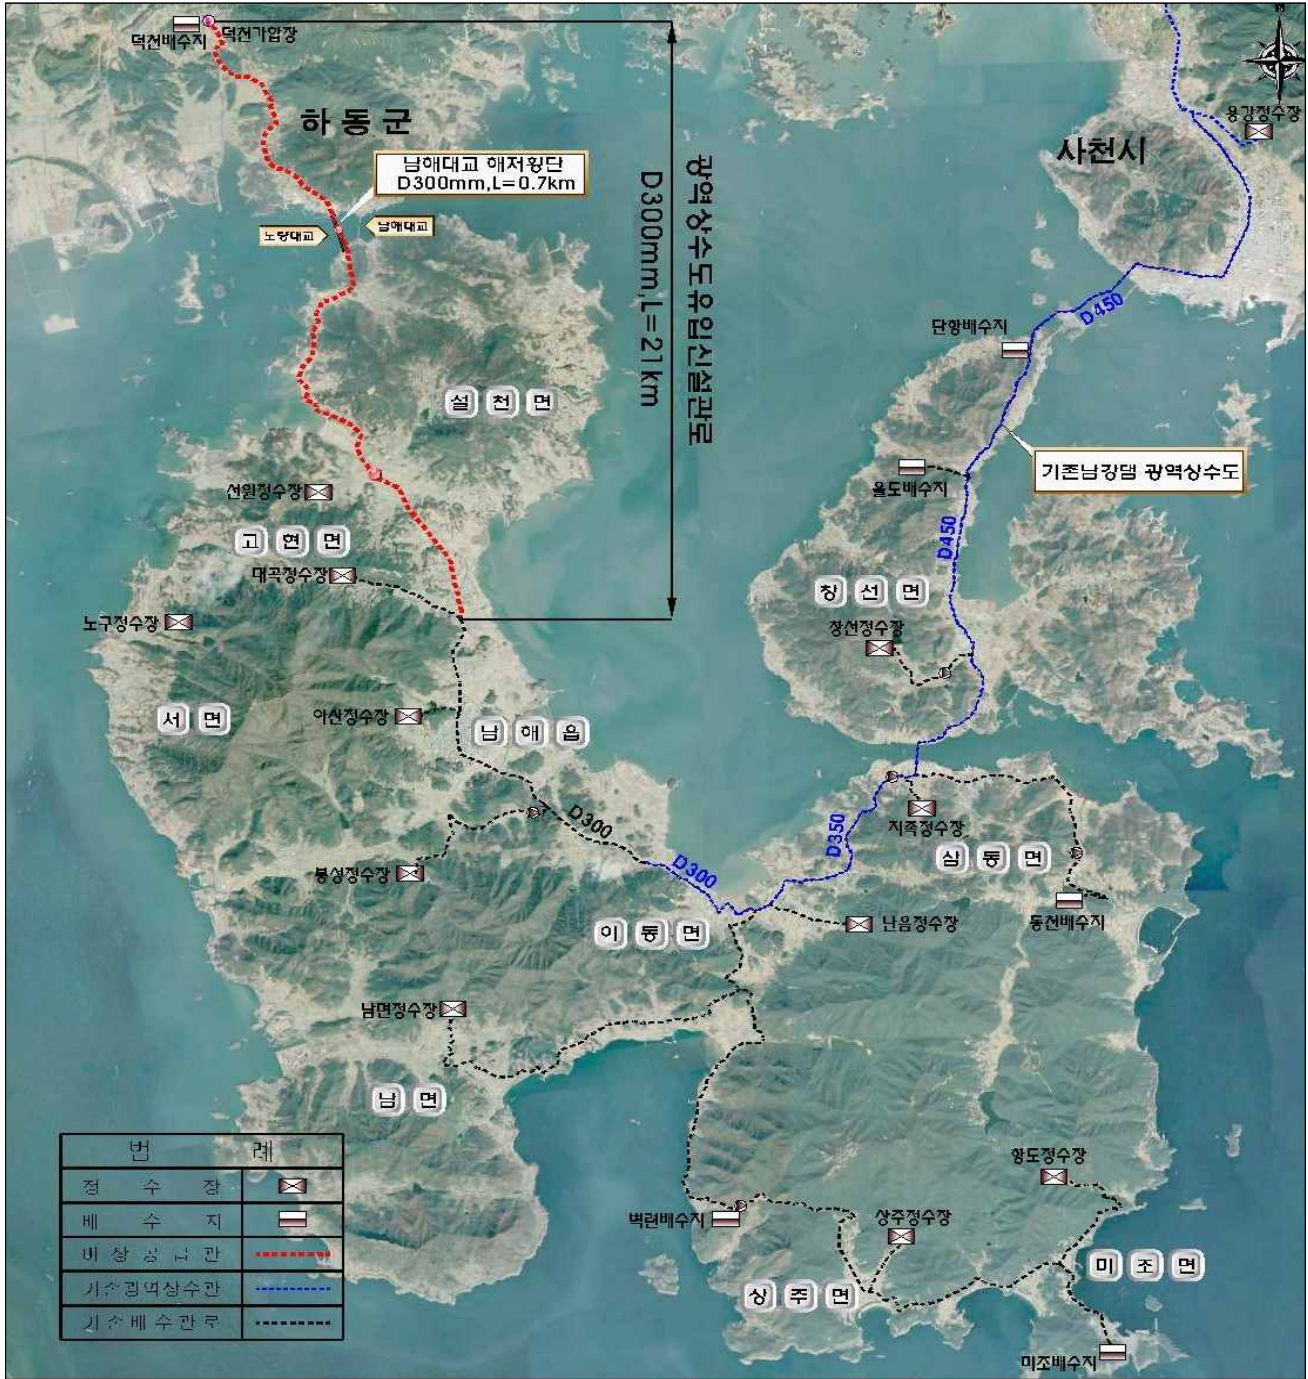 덕천배수지
덕천가압장
하동군
남해대교 해저횡단
D300mm,L=0.7km
노량대교
남해대교
광역상수도 유입신설관로
D300mm,L=21km
사천시
용강정수장
D450
단항배수지
기존남강댐 광역상수도
율도배수지
D450
설천면
선원정수장
고현면
대곡정수장
노구정수장
창선면
창선정수장
서면
아산정수장
남해읍
D300
봉성정수장
D300
D350
지족정수장
삼동면
동천배수지
이동면
난음정수장
남면정수장
남면
항도정수장
벽련배수지
상주정수장
상주면
미조면
미조배수지
범 례
정 수 장
배 수 지
비상공급관
기존광역상수관
기존배수관로